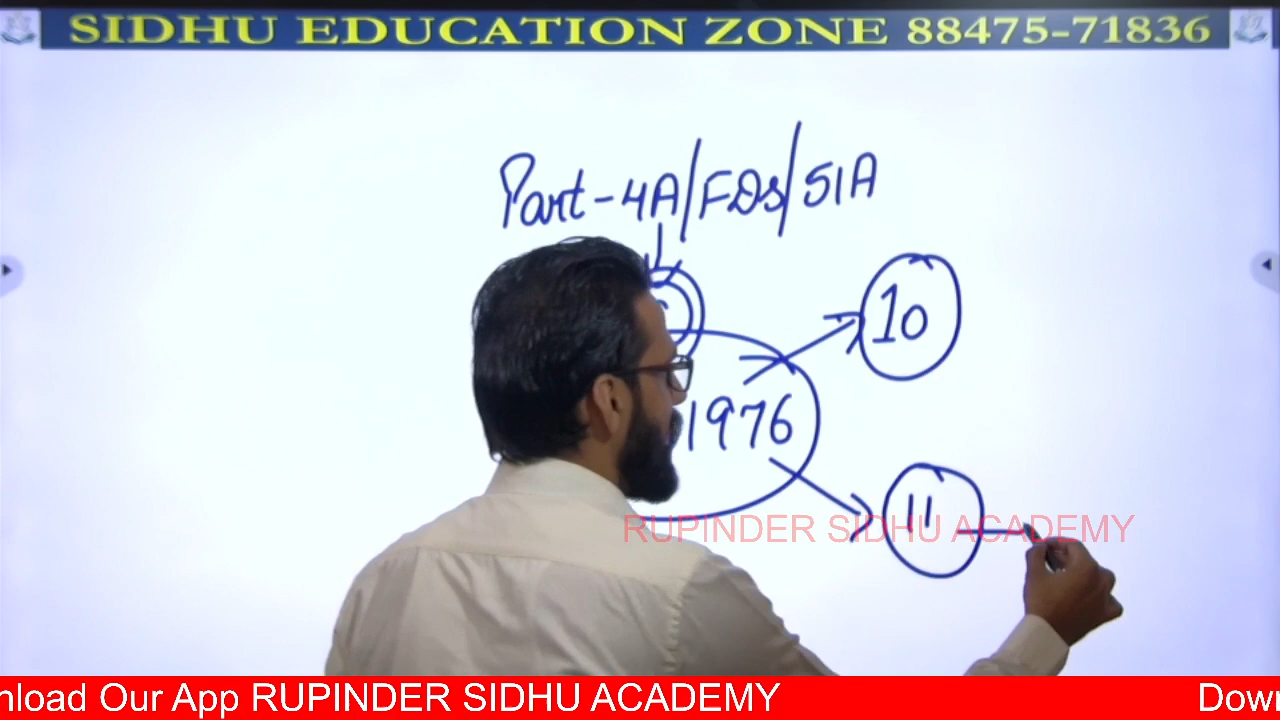 SIDHU EDUCATION ZONE 88475-71836
Part-4A/FDs/51A
10
1976
11
RUPINDER SIDHU ACADEMY
nload Our App RUPINDER SIDHU ACADEMY
Down